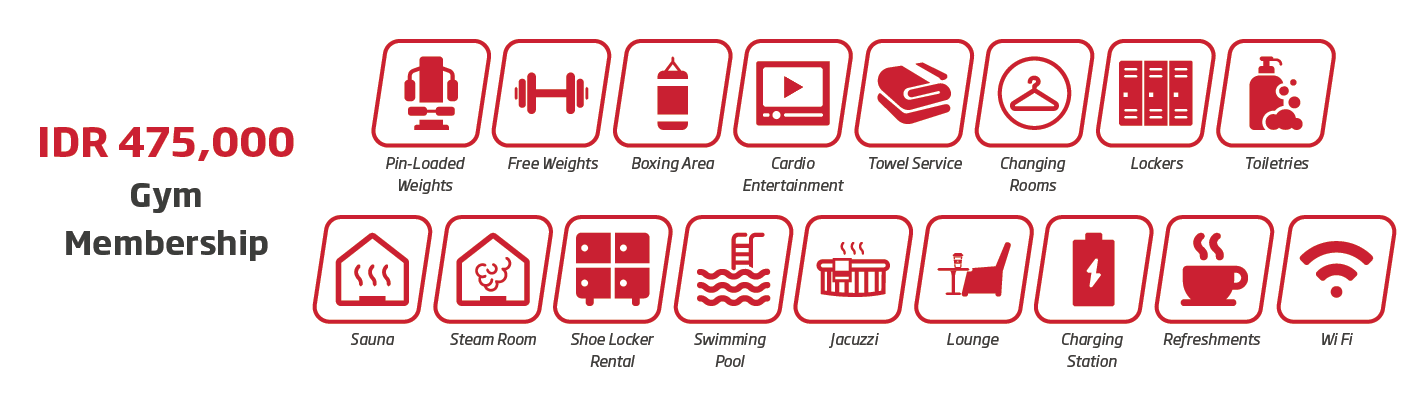 IDR 475,000
Gym
Membership
Pin-Loaded
Weights
Free Weights
Boxing Area
Cardio
Entertainment
Towel Service
Changing
Rooms
Lockers
Toiletries
Sauna
Steam Room
Shoe Locker
Rental
Swimming
Pool
Jacuzzi
Lounge
Charging
Station
Refreshments
Wi Fi